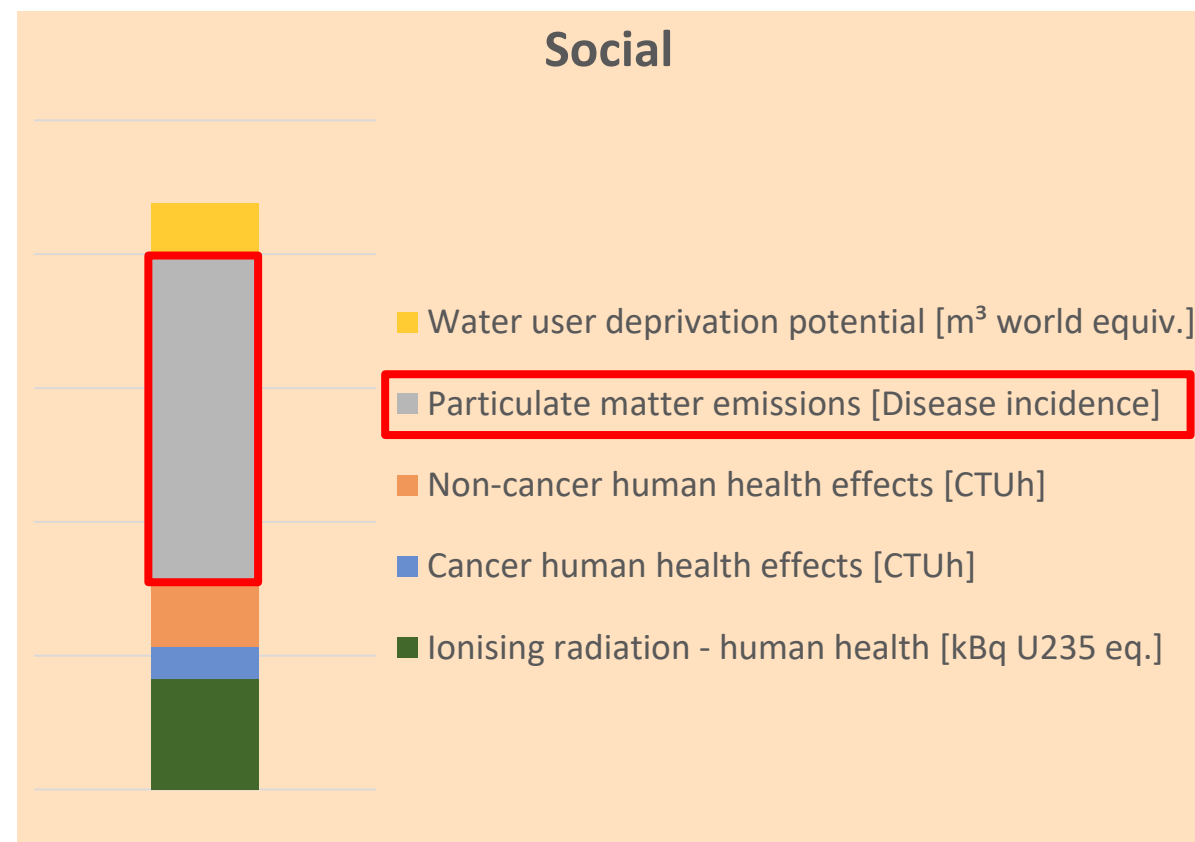 Social
Water user deprivation potential [m³ world equiv.]
Particulate matter emissions [Disease incidence]
Non-cancer human health effects [CTUh]
Cancer human health effects [CTUh]
Ionising radiation - human health [kBq U235 eq.]